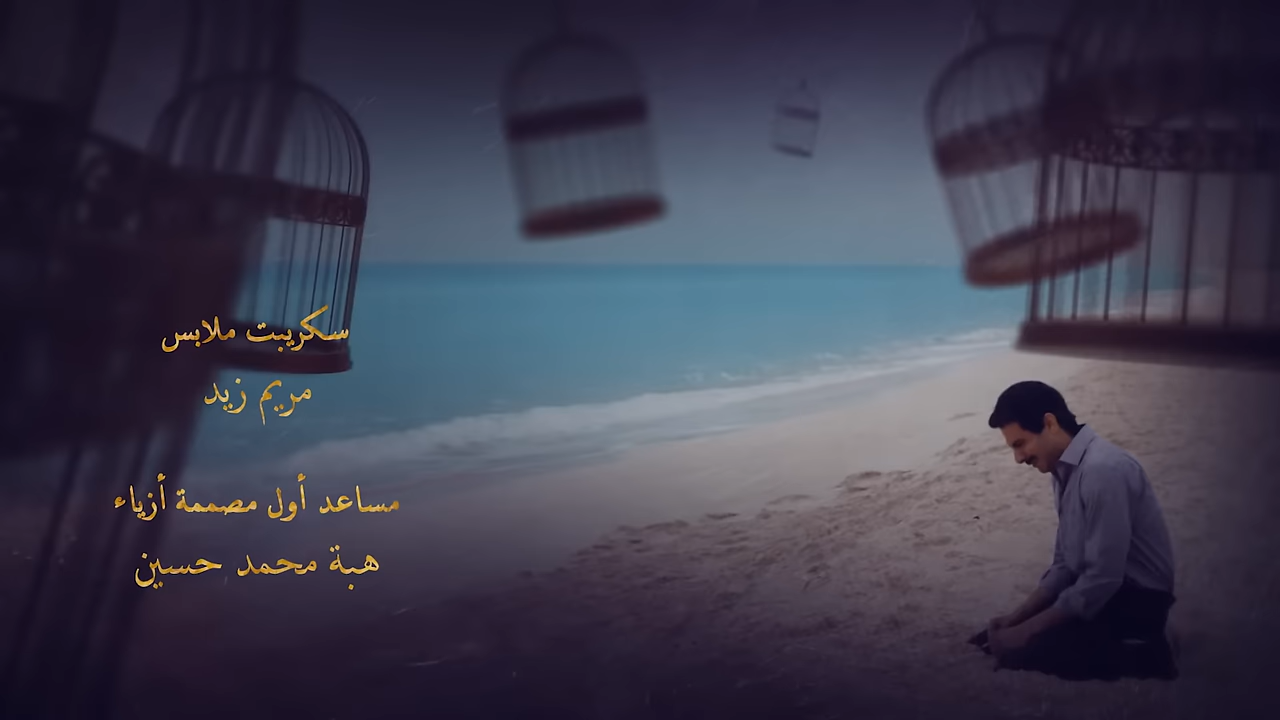 سكريبت ملابس
مريم زيد
مساعد أول مصممة أزياء
هبة محمد حسين